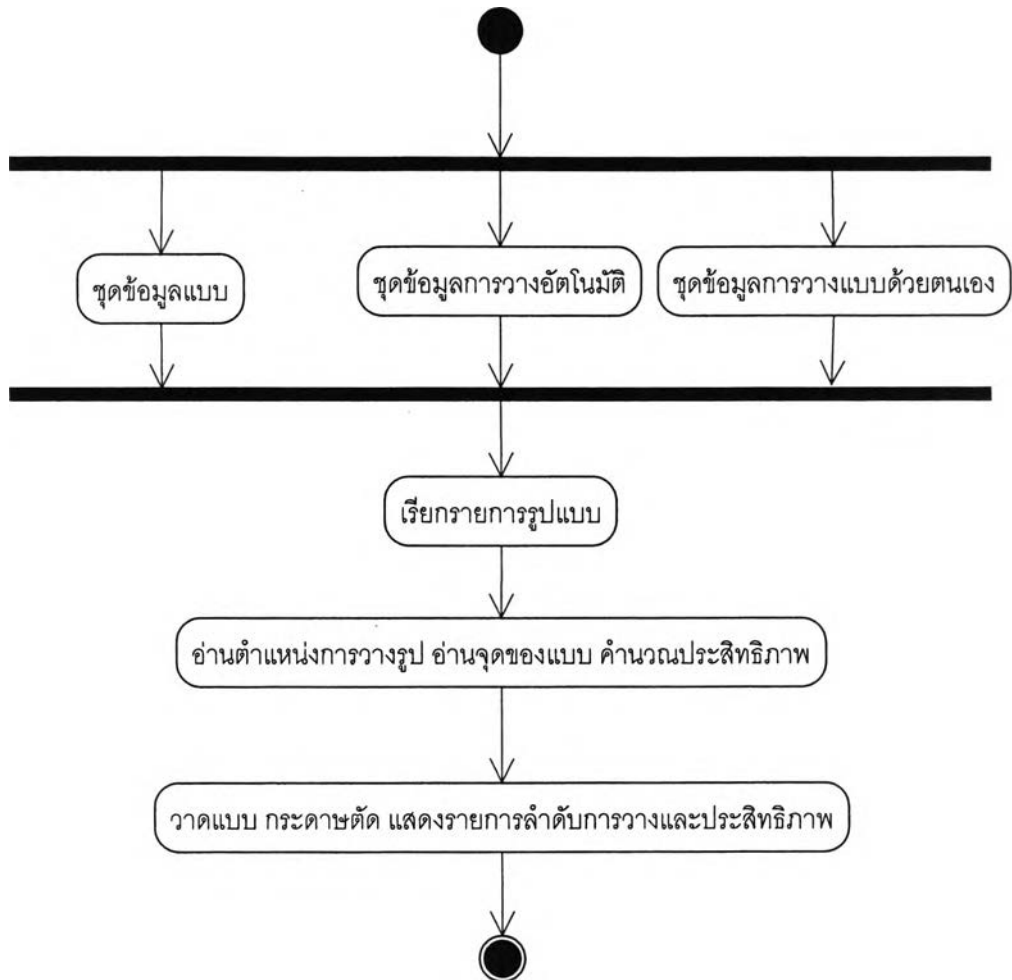 ชุดข้อมูลแบบ
ชุดข้อมูลการวางอัตโนมัติ
ชุดข้อมูลการวางแบบด้วยตนเอง
เรียกรายการรูปแบบ
อ่านตำแหน่งการวางรูป อ่านจุดของแบบ คำนวณประสิทธิภาพ
วาดแบบ กระดาษตัด แสดงรายการลำดับการวางและประสิทธิภาพ